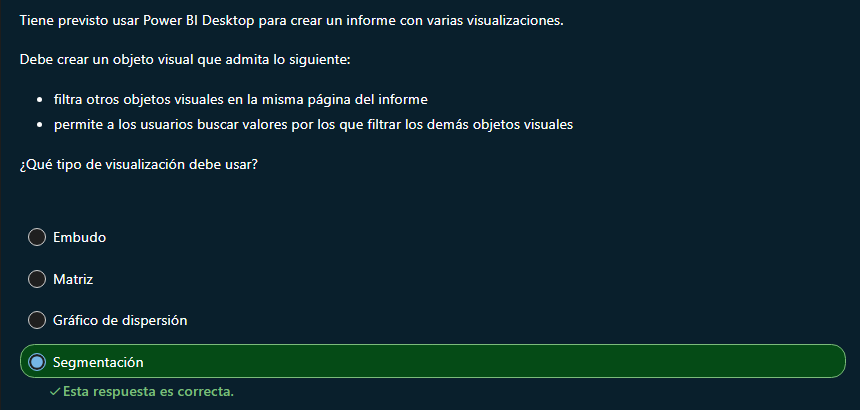 Tiene previsto usar Power BI Desktop para crear un informe con varias visualizaciones.
Debe crear un objeto visual que admita lo siguiente:
• filtra otros objetos visuales en la misma página del informe
• permite a los usuarios buscar valores por los que filtrar los demás objetos visuales
¿Qué tipo de visualización debe usar?
Embudo
Matriz
Gráfico de dispersión
Segmentación
✓ Esta respuesta es correcta.